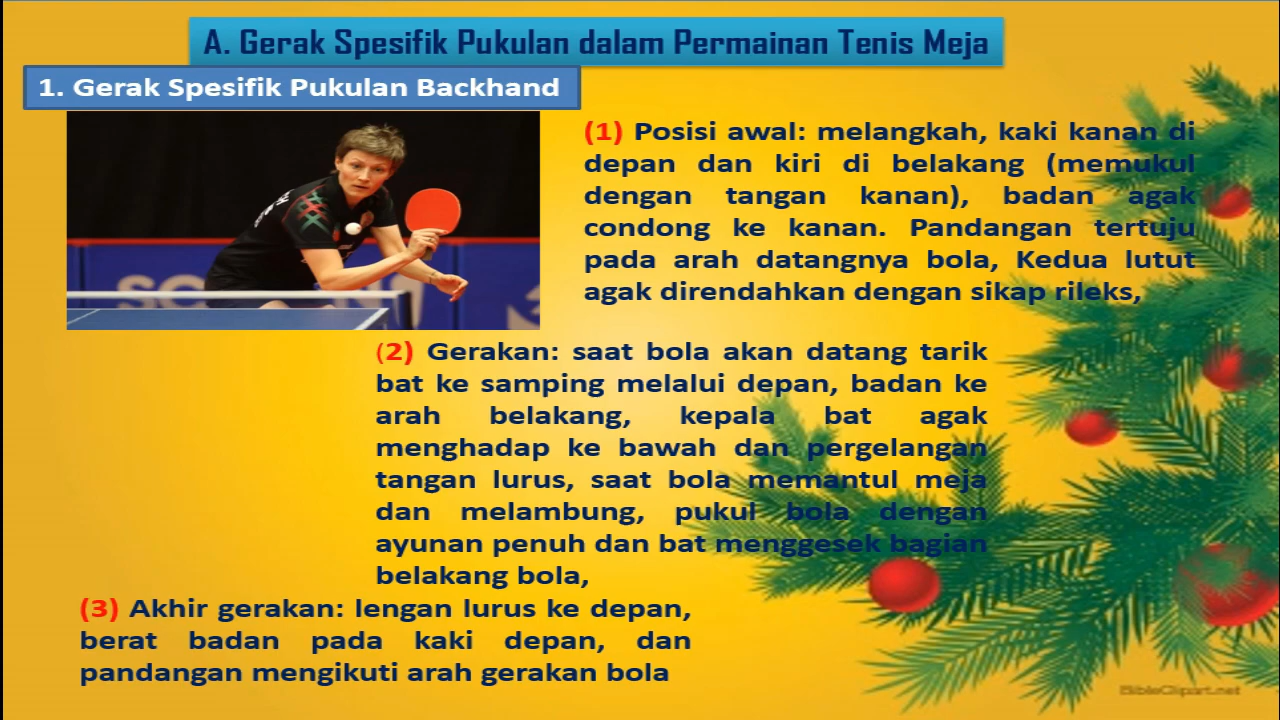 A. Gerak Spesifik Pukulan dalam Permainan Tenis Meja
1. Gerak Spesifik Pukulan Backhand
(1) Posisi awal: melangkah, kaki kanan di
depan dan kiri di belakang (memukul
dengan tangan kanan), badan agak
condong ke kanan. Pandangan tertuju
pada arah datangnya bola, Kedua lutut
agak direndahkan dengan sikap rileks,
(2) Gerakan: saat bola akan datang tarik
bat ke samping melalui depan, badan ke
arah belakang, kepala bat agak
menghadap ke bawah dan pergelangan
tangan lurus, saat bola memantul meja
dan melambung, pukul bola dengan
ayunan penuh dan bat menggesek bagian
belakang bola,
(3) Akhir gerakan: lengan lurus ke depan,
berat badan pada kaki depan, dan
pandangan mengikuti arah gerakan bola
BibleClipart.net